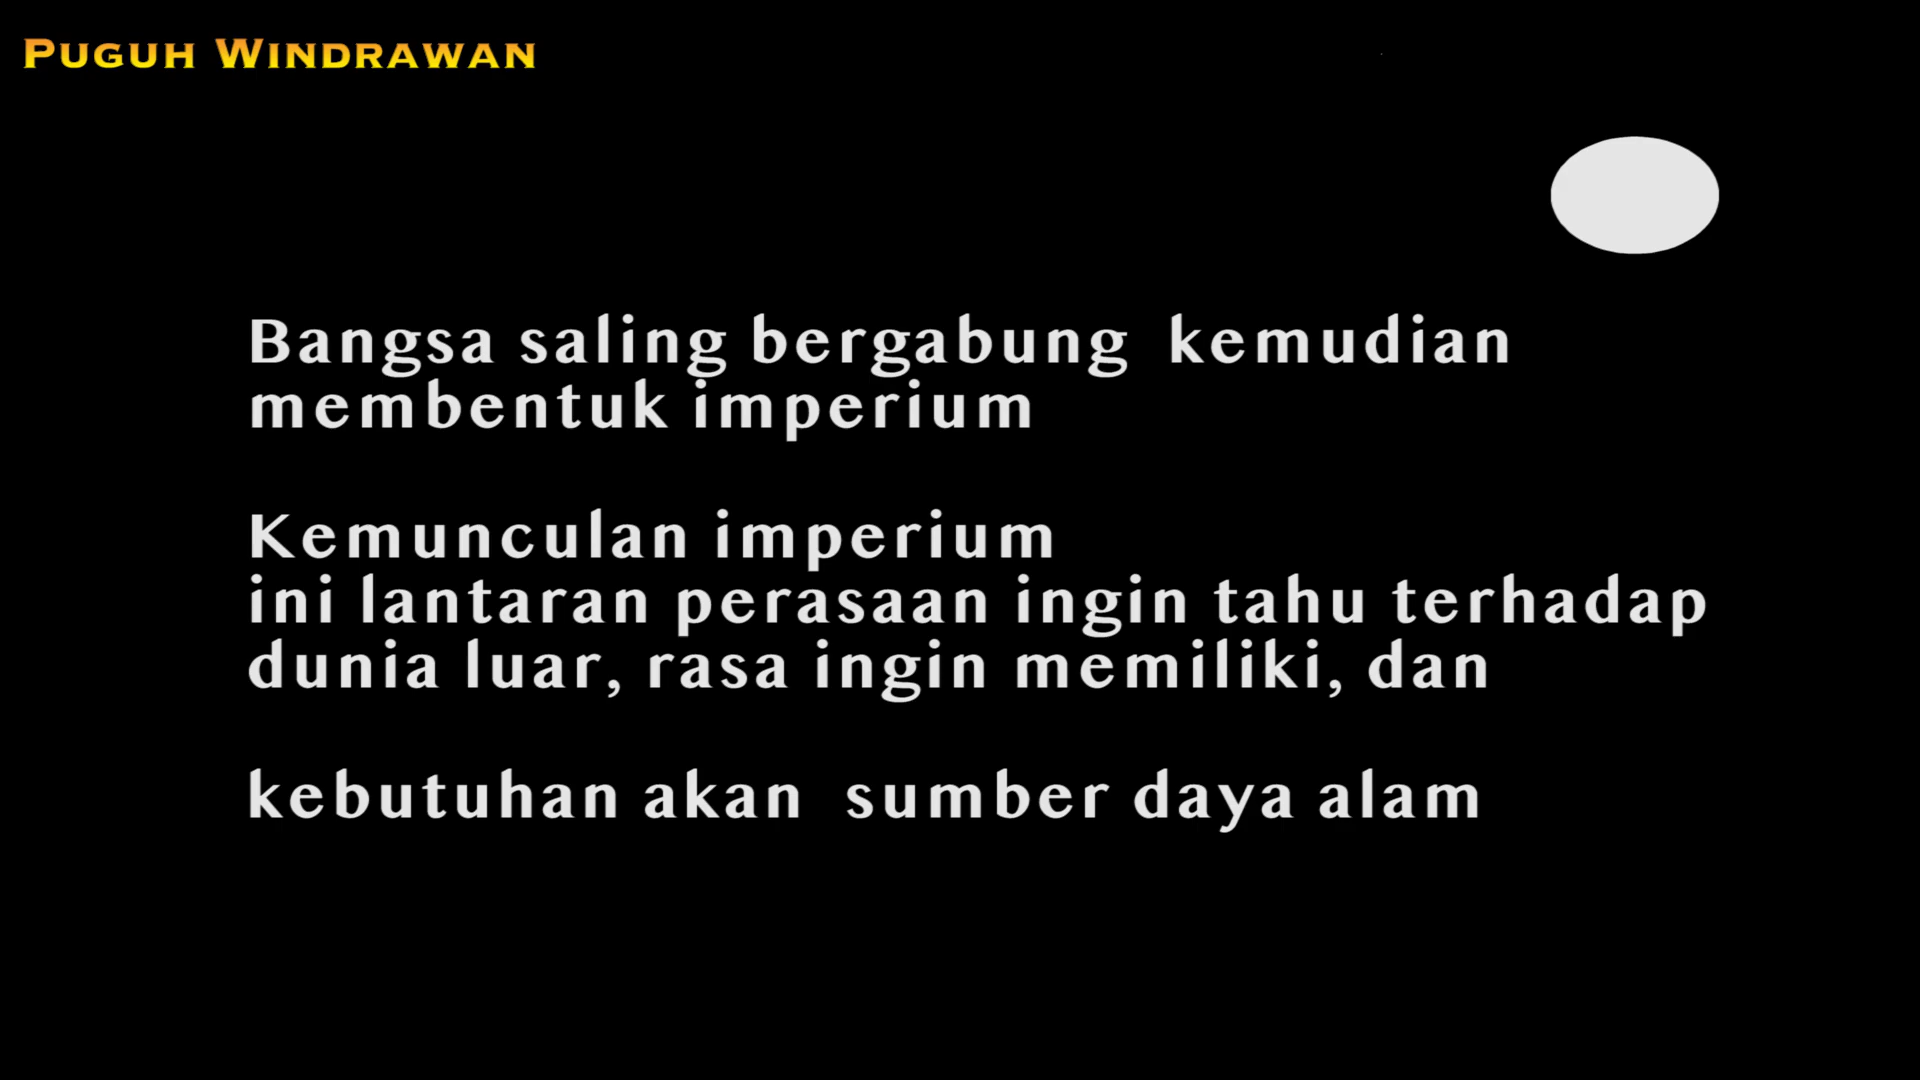 Puguh Windrawan
Bangsa saling bergabung kemudian
membentuk imperium
Kemunculan imperium
ini lantaran perasaan ingin tahu terhadap
dunia luar, rasa ingin memiliki, dan
kebutuhan akan sumber daya alam